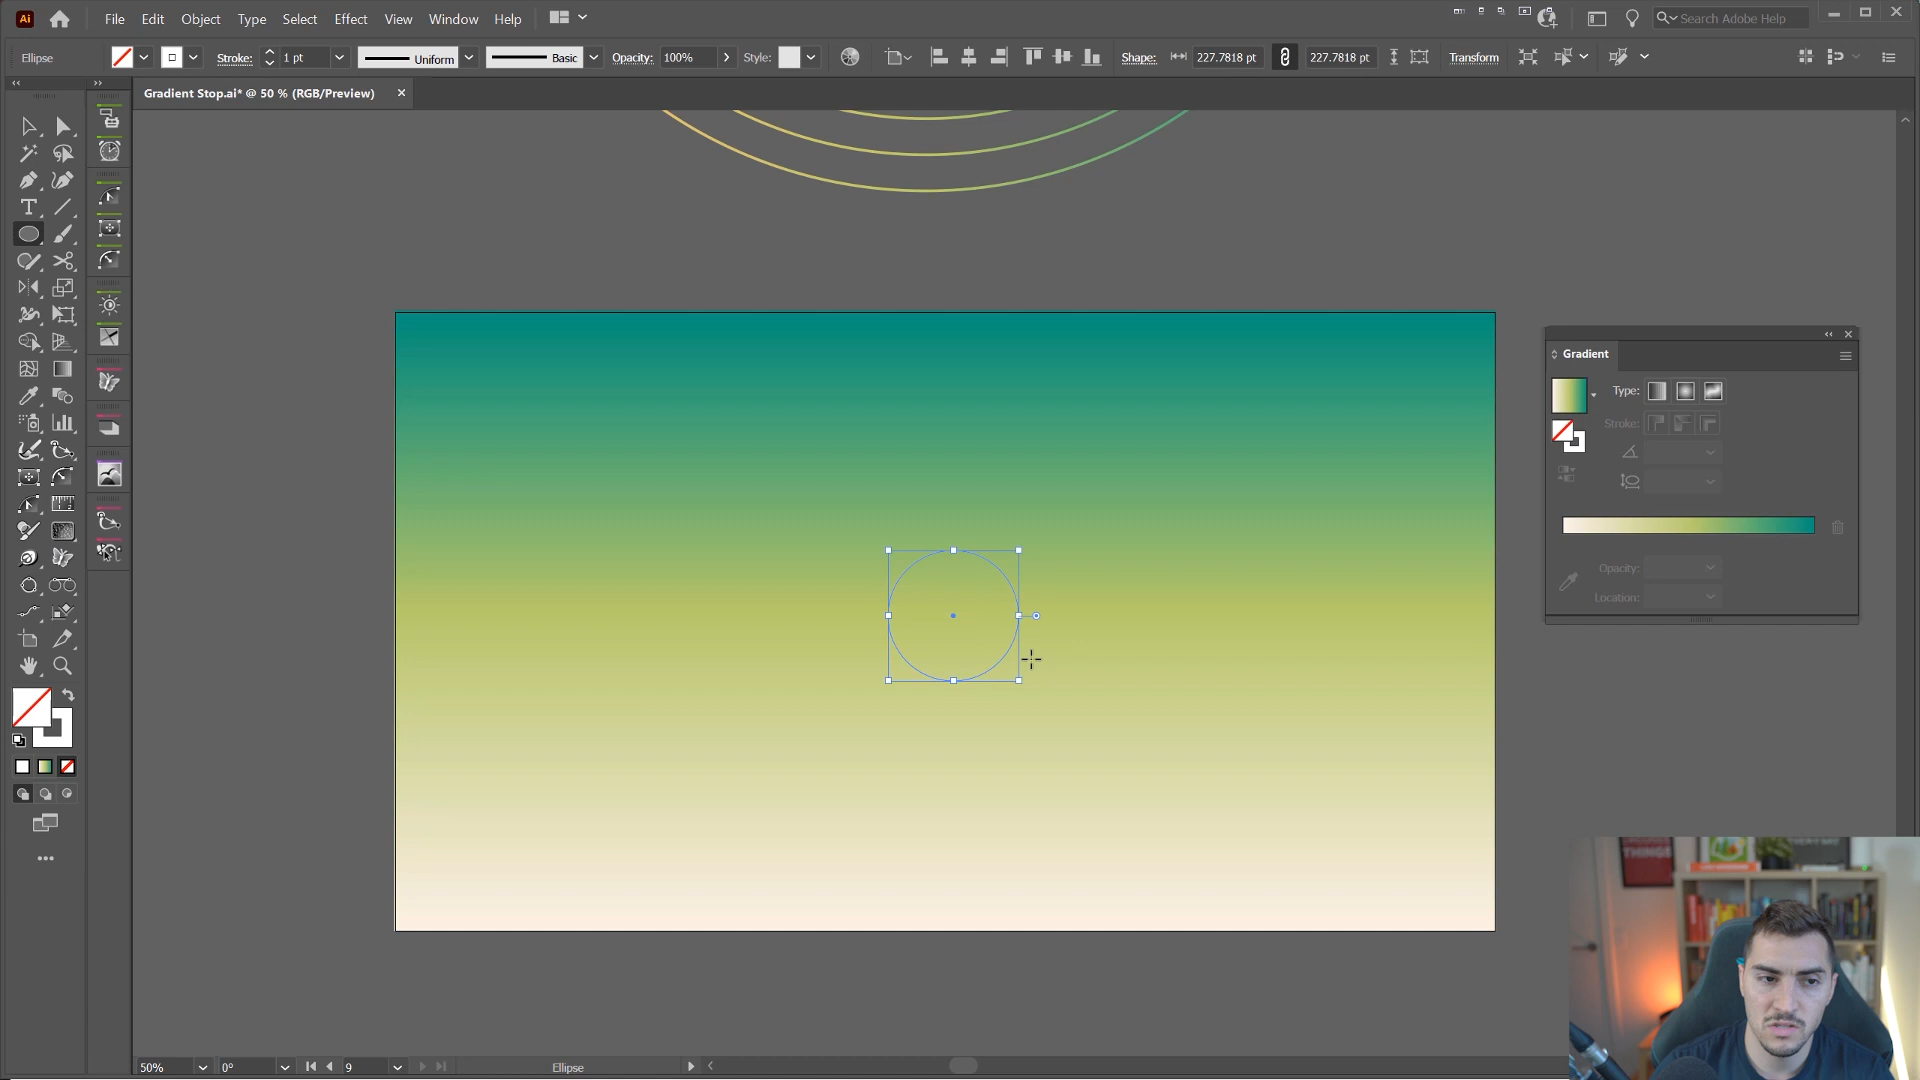 Ai File Edit Object Type Select Effect View Window Help Search Adobe Help
Ellipse Stroke: 1 pt Uniform Basic Opacity: 100% Style: Shape: 227.7818 pt 227.7818 pt Transform
Gradient Stop.ai* @ 50 % (RGB/Preview)
Gradient
Type:
Stroke:
Opacity:
Location:
THINGS
50% 0° 9 Ellipse